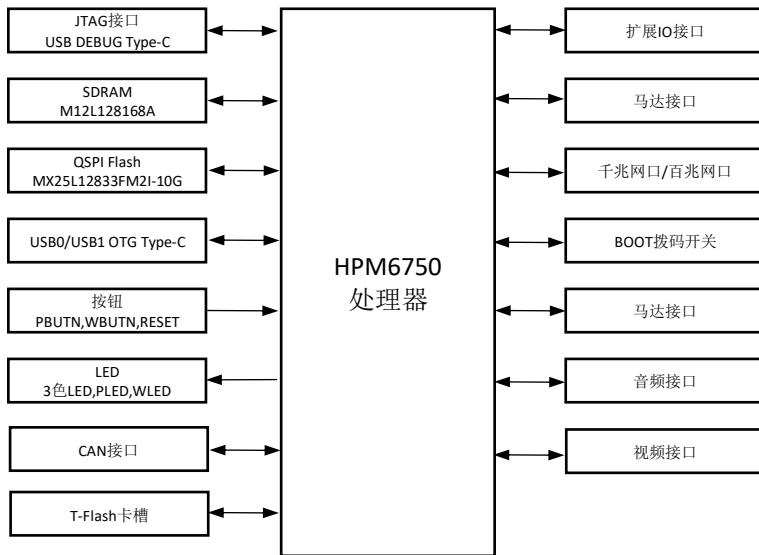 JTAG接口
USB DEBUG Type-C
SDRAM
M12L128168A
QSPI Flash
MX25L12833FM2I-10G
USB0/USB1 OTG Type-C
按钮
PBUTN,WBUTN,RESET
LED
3色LED,PLED,WLED
CAN接口
T-Flash卡槽
HPM6750
处理器
扩展IO接口
马达接口
千兆网口/百兆网口
BOOT拨码开关
马达接口
音频接口
视频接口